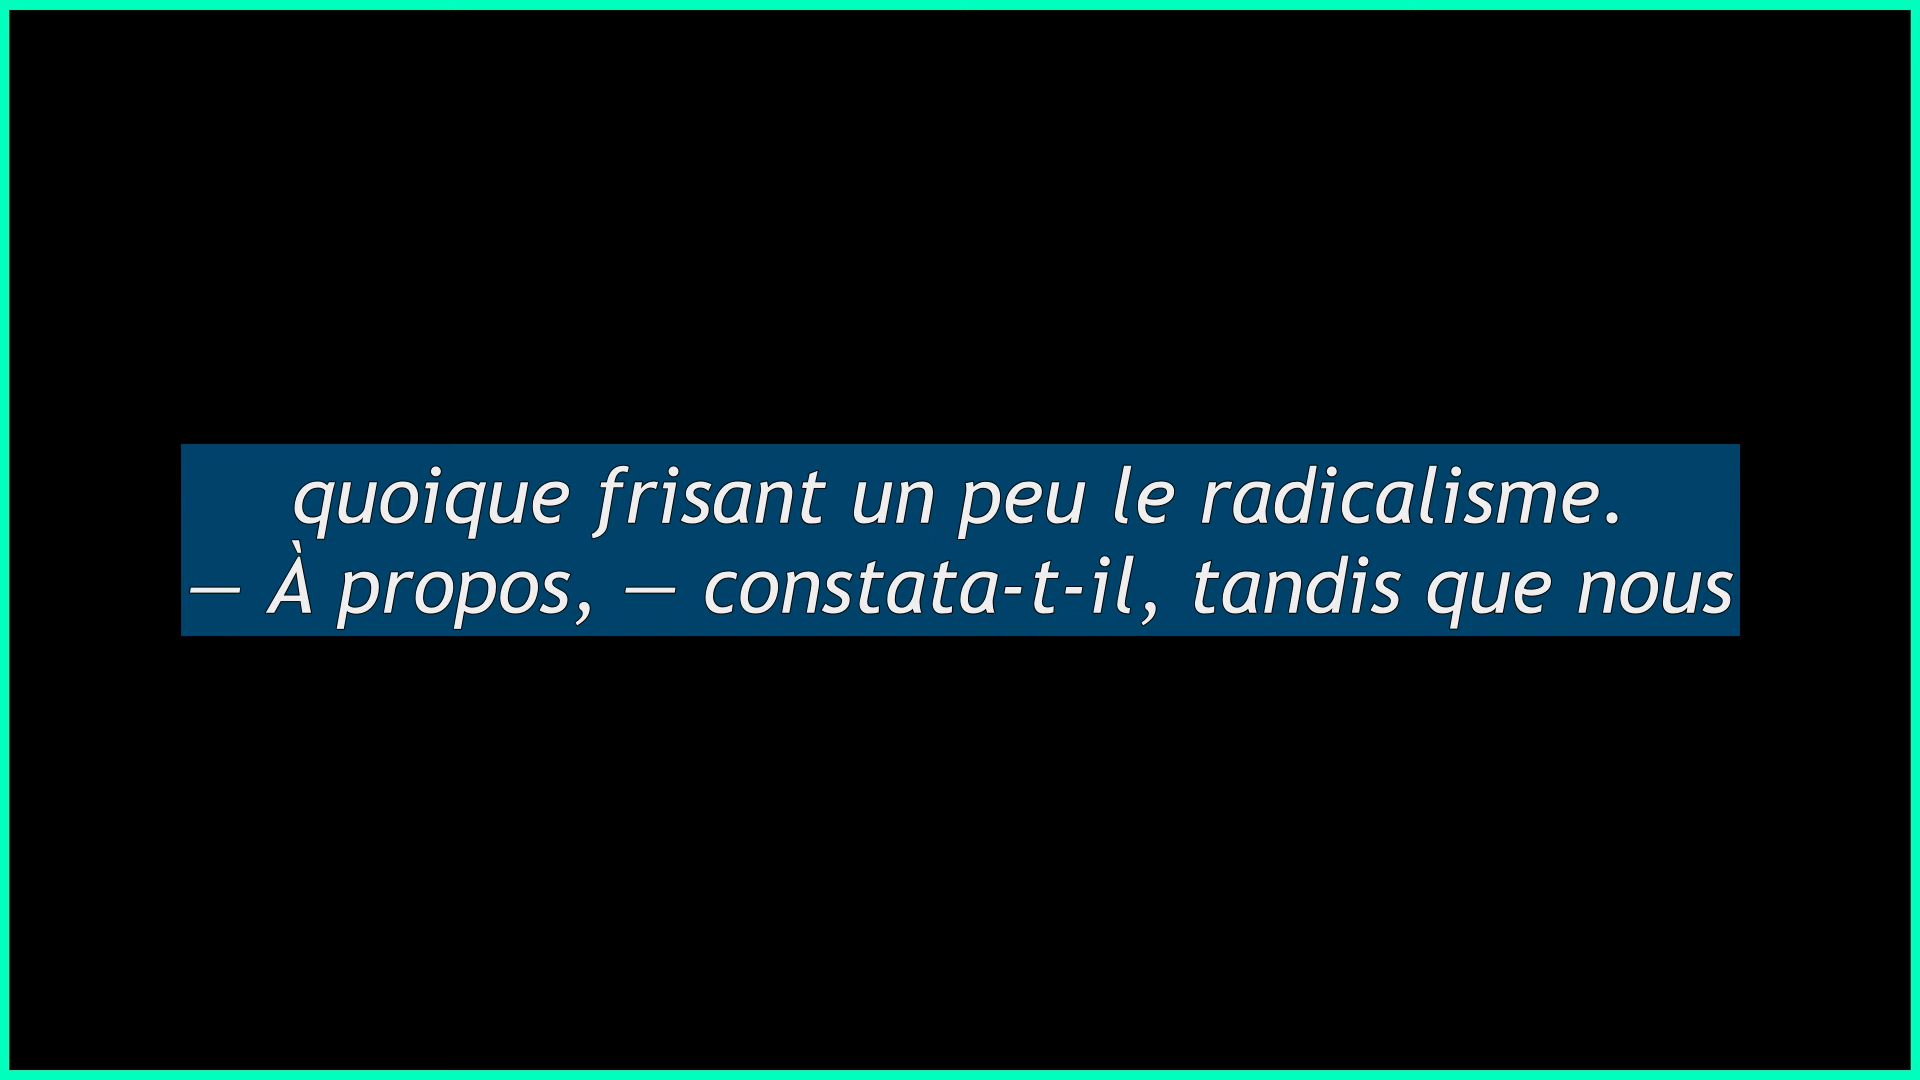 quoique frisant un peu le radicalisme.
— À propos, — constata-t-il, tandis que nous